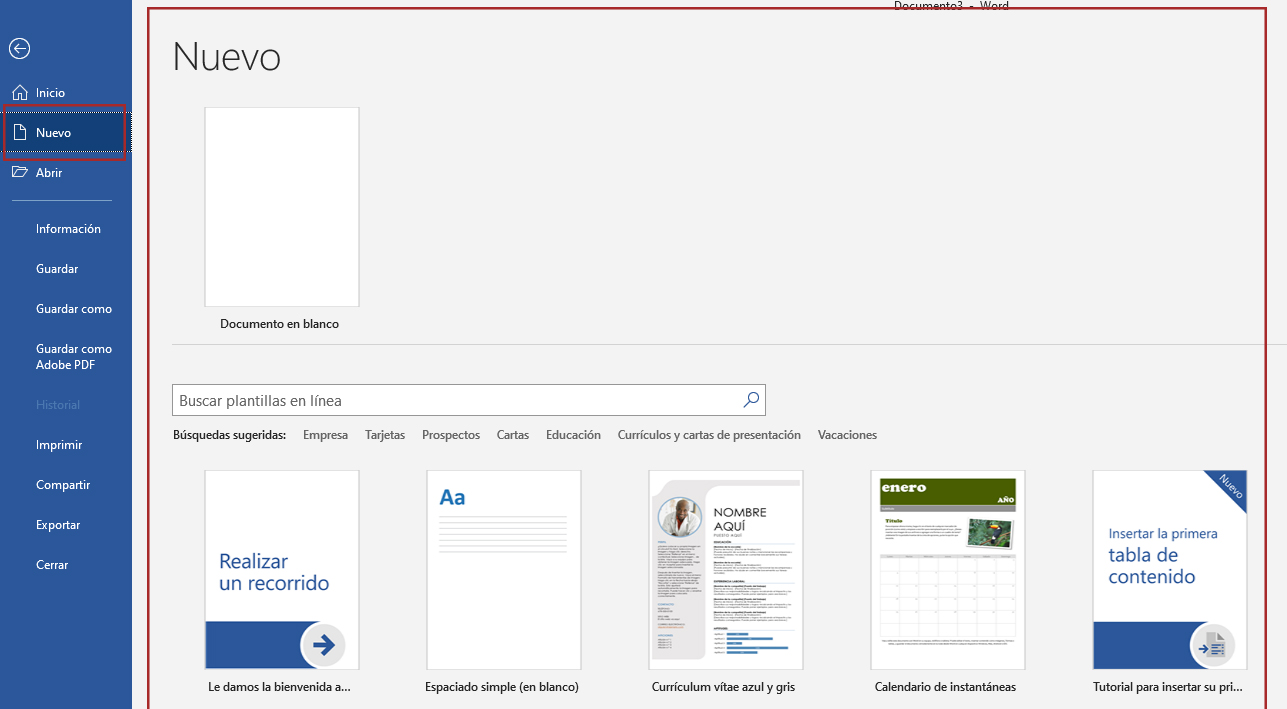 Documento3 - Word
Nuevo
Inicio
Nuevo
Abrir
Información
Guardar
Guardar como
Guardar como
Adobe PDF
Historial
Imprimir
Compartir
Exportar
Cerrar
Documento en blanco
Buscar plantillas en línea
Búsquedas sugeridas: Empresa Tarjetas Prospectos Cartas Educación Currículos y cartas de presentación Vacaciones
Realizar
un recorrido
Le damos la bienvenida a...
Aa
Espaciado simple (en blanco)
NOMBRE
AQUÍ
PUESTO AQUÍ
Currículum vítae azul y gris
enero
AÑO
Título
Calendario de instantáneas
Nuevo
Insertar la primera
tabla de
contenido
Tutorial para insertar su pri...